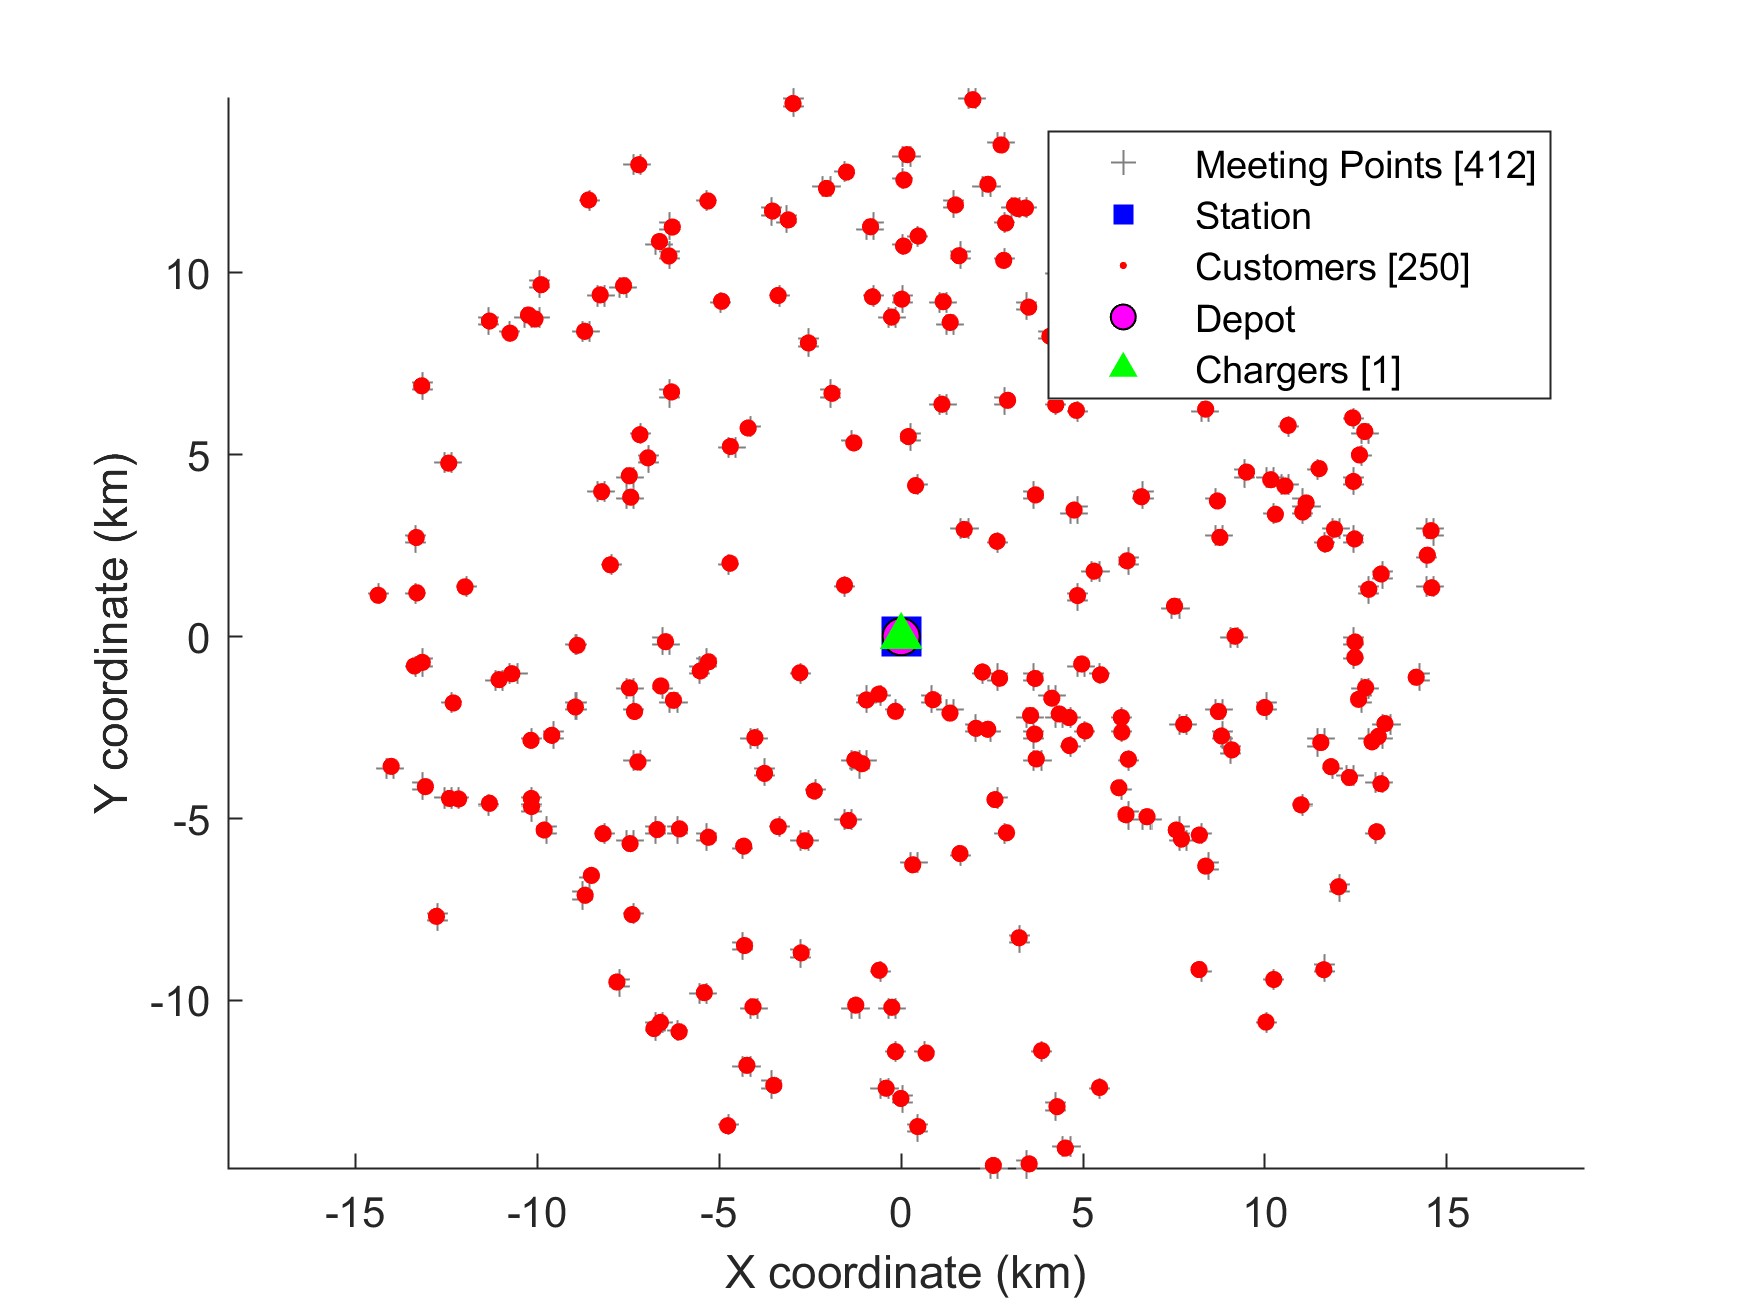 Meeting Points [412]
Station
Customers [250]
Depot
Chargers [1]
10
5
0
-5
-10
Y coordinate (km)
-15
-10
-5
0
5
10
15
X coordinate (km)